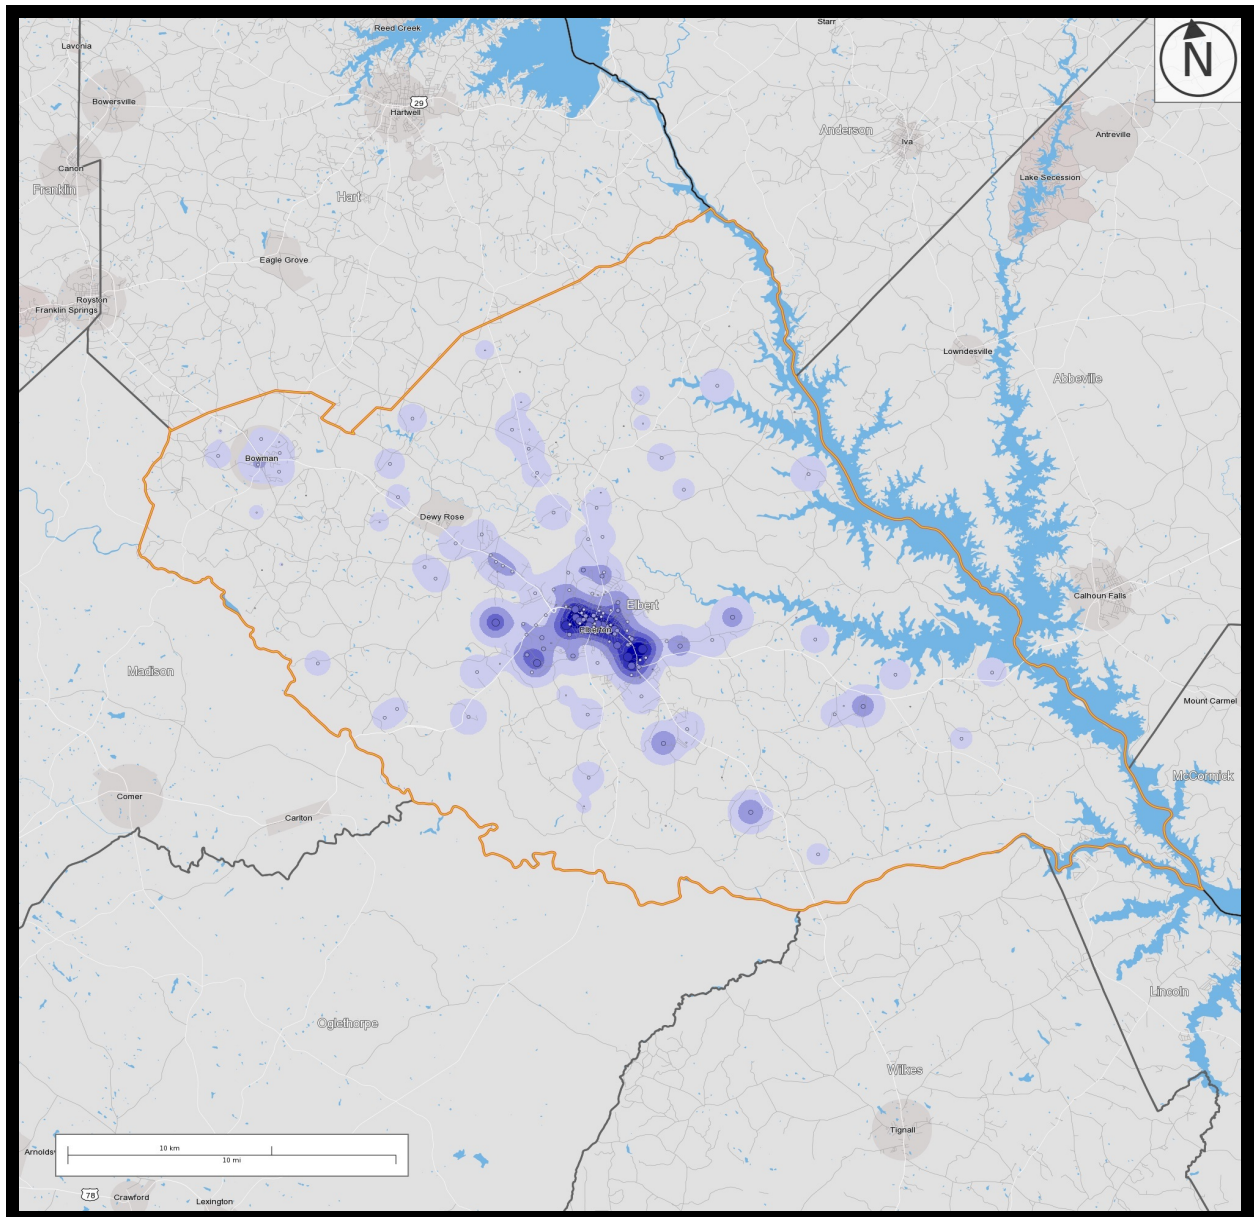 Starr
Reed Creek
Lavonia
N
Bowersville
29
Hartwell
Anderson
Iva
Antreville
Canon
Lake Secession
Franklin
Hart
Eagle Grove
Royston
Franklin Springs
Lowndesville
Abbeville
Bowman
Dewy Rose
Calhoun Falls
Elbert
Elberton
Madison
Mount Carmel
McCormick
Comer
Carlton
Lincoln
Oglethorpe
Wilkes
Tignall
10 km
10 mi
Arnolds
78
Crawford
Lexington